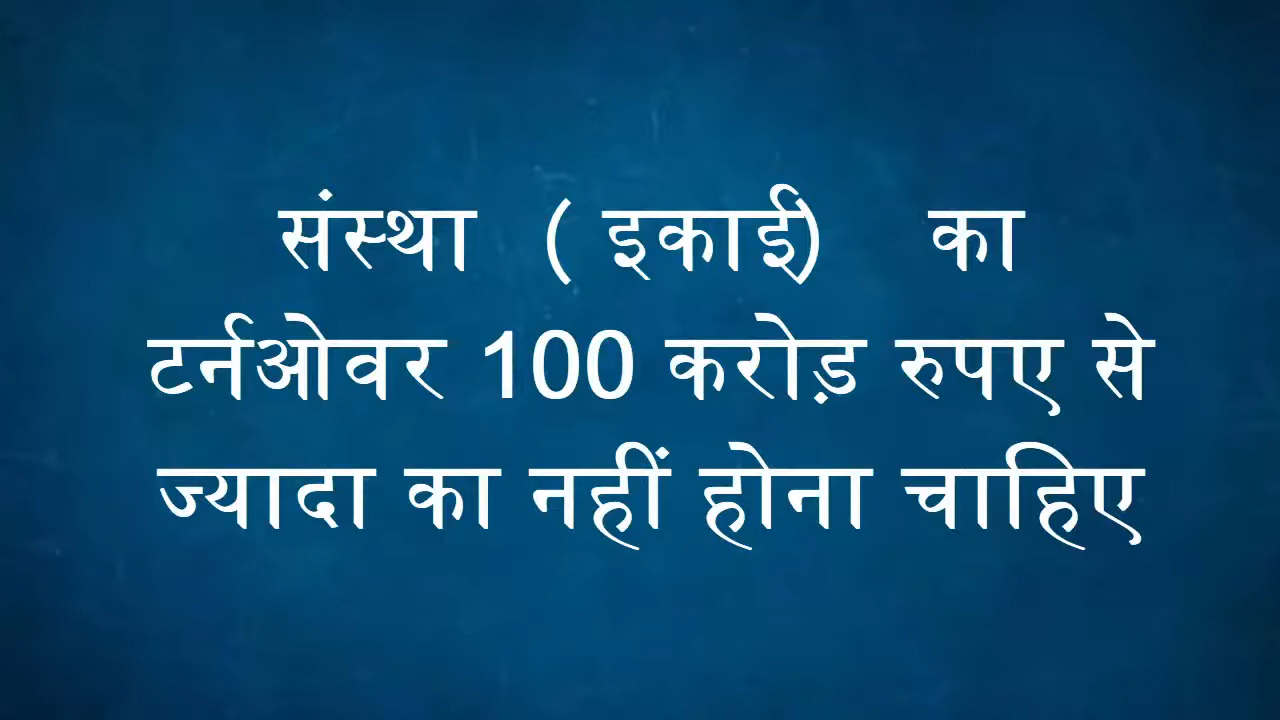 संस्था ( इकाई) का
टर्नओवर 100 करोड़ रुपए से
ज्यादा का नहीं होना चाहिए